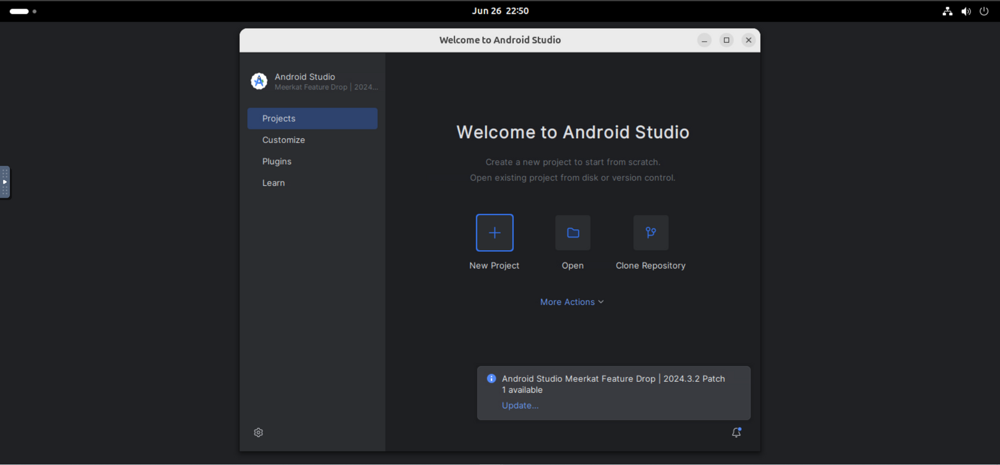 Jun 26 22:50
Welcome to Android Studio
Android Studio
Meerkat Feature Drop | 2024...
Projects
Customize
Plugins
Learn
Welcome to Android Studio
Create a new project to start from scratch.
Open existing project from disk or version control.
New Project
Open
Clone Repository
More Actions
Android Studio Meerkat Feature Drop | 2024.3.2 Patch
1 available
Update...